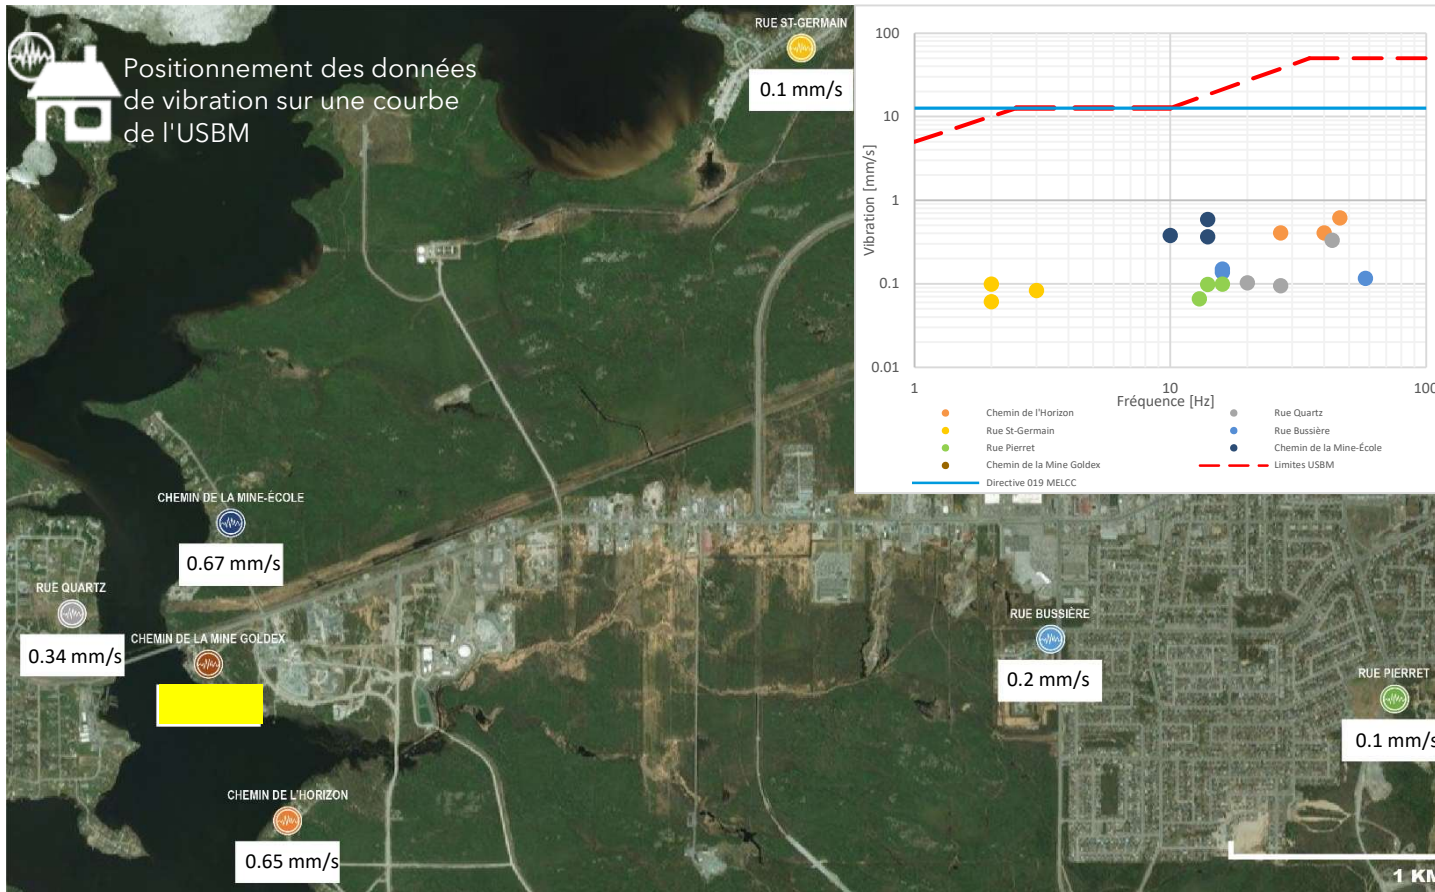 Positionnement des données
de vibration sur une courbe
de l'USBM
RUE ST-GERMAIN
0.1 mm/s
100
10
1
0.1
0.01
Vibration [mm/s]
1
10
100
Fréquence [Hz]
Chemin de l'Horizon
Rue Quartz
Rue St-Germain
Rue Bussière
Rue Pierret
Chemin de la Mine-École
Chemin de la Mine Goldex
Limites USBM
Directive 019 MELCC
CHEMIN DE LA MINE-ÉCOLE
0.67 mm/s
RUE QUARTZ
0.34 mm/s
CHEMIN DE LA MINE GOLDEX
RUE BUSSIÈRE
0.2 mm/s
RUE PIERRET
0.1 mm/s
CHEMIN DE L'HORIZON
0.65 mm/s
1 KM